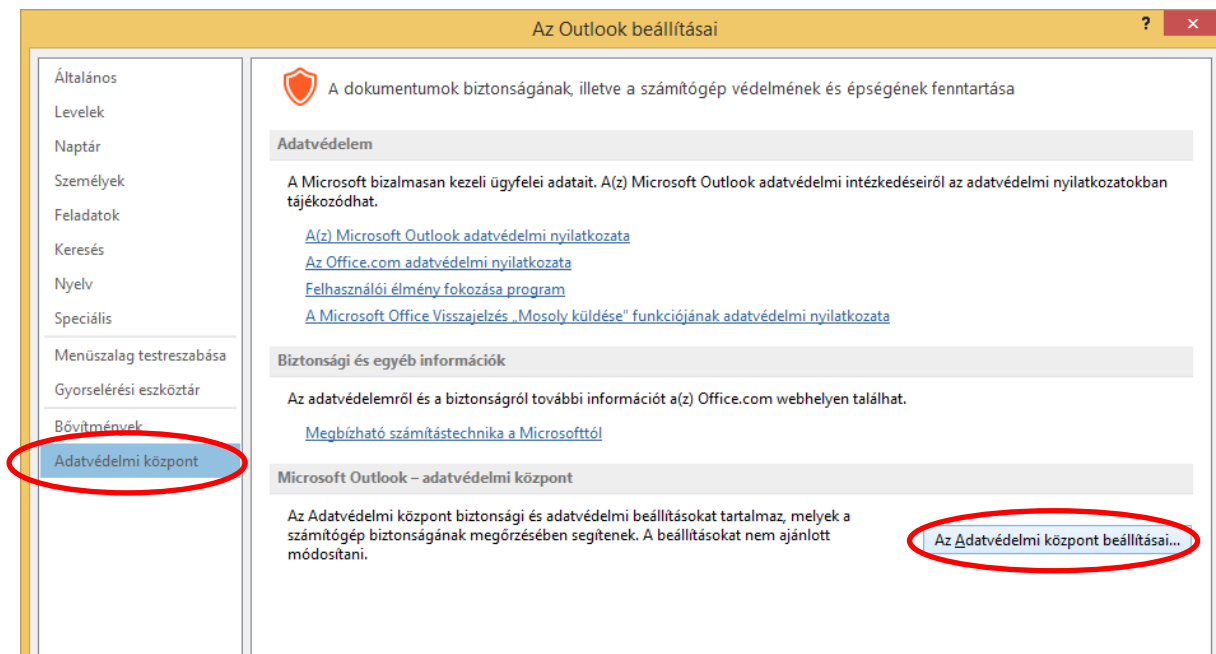 Az Outlook beállításai
?
×
Általános
Levelek
Naptár
Személyek
Feladatok
Keresés
Nyelv
Speciális
Menüszalag testreszabása
Gyorselérési eszköztár
Bővítmények
Adatvédelmi központ
A dokumentumok biztonságának, illetve a számítógép védelmének és épségének fenntartása
Adatvédelem
A Microsoft bizalmasan kezeli ügyfelei adatait. A(z) Microsoft Outlook adatvédelmi intézkedéseiről az adatvédelmi nyilatkozatokban
tájékozódhat.
A(z) Microsoft Outlook adatvédelmi nyilatkozata
Az Office.com adatvédelmi nyilatkozata
Felhasználói élmény fokozása program
A Microsoft Office Visszajelzés „Mosoly küldése” funkciójának adatvédelmi nyilatkozata
Biztonsági és egyéb információk
Az adatvédelemről és a biztonságról további információt a(z) Office.com webhelyen találhat.
Megbízható számítástechnika a Microsofttól
Microsoft Outlook – adatvédelmi központ
Az Adatvédelmi központ biztonsági és adatvédelmi beállításokat tartalmaz, melyek a
számítógép biztonságának megőrzésében segítenek. A beállításokat nem ajánlott
módosítani.
Az Adatvédelmi központ beállításai...